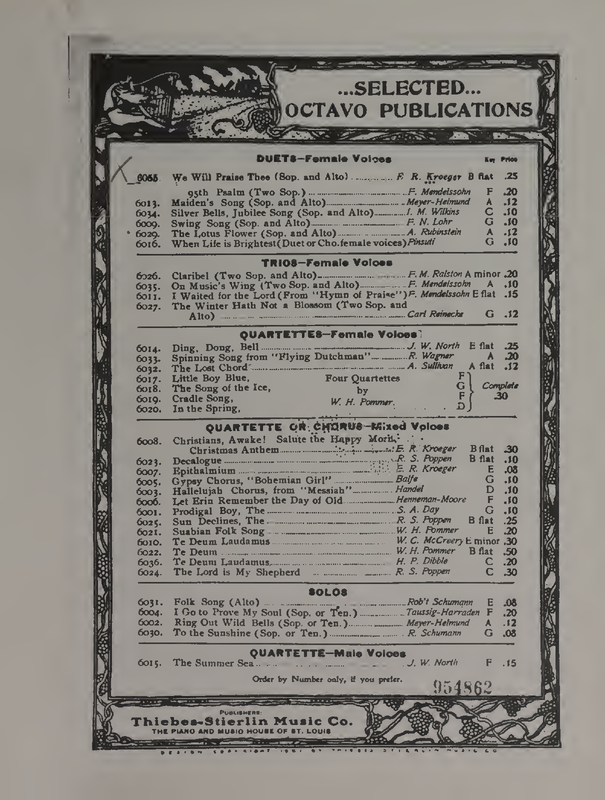 ...SELECTED...
OCTAVO PUBLICATIONS
DUETS—Female Voices Key Price
6055 We Will Praise Thee (Sop. and Alto) E. R. Kroeger B flat .25
95th Psalm (Two Sop.) F. Mendelssohn F .20
6013. Maiden's Song (Sop. and Alto) Meyer-Helmund A .12
6034. Silver Bells, Jubilee Song (Sop. and Alto) I. M. Wilkins C .10
6009. Swing Song (Sop. and Alto) F. N. Lohr G .10
6029. The Lotus Flower (Sop. and Alto) A. Rubinstein A .12
6016. When Life is Brightest (Duet or Cho. female voices) Pinsuti G .10
TRIOS—Female Voices
6026. Claribel (Two Sop. and Alto) F. M. Ralston A minor .20
6035. On Music's Wing (Two Sop. and Alto) F. Mendelssohn A .10
6011. I Waited for the Lord (From "Hymn of Praise") F. Mendelssohn E flat .15
6027. The Winter Hath Not a Blossom (Two Sop. and
Alto) Carl Reinecke G .12
QUARTETTES—Female Voices
6014. Ding, Dong, Bell J. W. North E flat .25
6033. Spinning Song from "Flying Dutchman" R. Wagner A .20
6032. The Lost Chord A. Sullivan A flat .12
6017. Little Boy Blue, Four Quartettes F
6018. The Song of the Ice, by G Complete
6019. Cradle Song, W. H. Pommer. F .30
6020. In the Spring, D
QUARTETTE OR CHORUS—Mixed Voices
6008. Christians, Awake! Salute the Happy Morn,
Christmas Anthem E. R. Kroeger B flat .30
6023. Decalogue R. S. Poppen B flat .10
6007. Epithalmium E. R. Kroeger E .08
6005. Gypsy Chorus, "Bohemian Girl" Balfe G .10
6003. Hallelujah Chorus, from "Messiah" Handel D .10
6006. Let Erin Remember the Day of Old Henneman-Moore F .10
6001. Prodigal Boy, The S. A. Day G .10
6025. Sun Declines, The R. S. Poppen B flat .25
6021. Suabian Folk Song W. H. Pommer E .20
6010. Te Deum Laudamus W. C. McCreery E minor .30
6022. Te Deum W. H. Pommer B flat .50
6036. Te Deum Laudamus H. P. Dibble C .20
6024. The Lord is My Shepherd R. S. Poppen C .30
SOLOS
6031. Folk Song (Alto) Rob't Schumann E .08
6004. I Go to Prove My Soul (Sop. or Ten.) Taussig-Harraden F .20
6002. Ring Out Wild Bells (Sop. or Ten.) Meyer-Helmund A .12
6030. To the Sunshine (Sop. or Ten.) R. Schumann G .08
QUARTETTE—Male Voices
6015. The Summer Sea J. W. North F .15
Order by Number only, if you prefer.
954862
PUBLISHERS
Thiebes-Stierlin Music Co.
THE PIANO AND MUSIC HOUSE OF ST. LOUIS
DESIGN COPYRIGHT 1901 BY THIEBES STIERLIN MUSIC CO